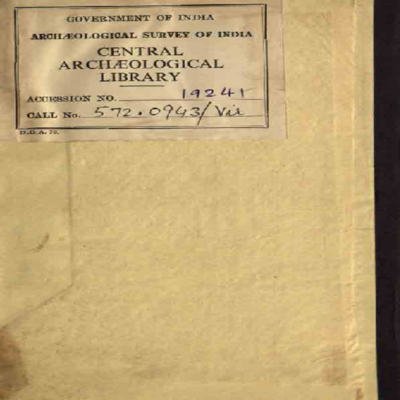 GOVERNMENT OF INDIA
ARCHÆOLOGICAL SURVEY OF INDIA
CENTRAL
ARCHÆOLOGICAL
LIBRARY
ACCESSION NO. 19241
CALL No. 572.0943/Vir
D.G.A. 79.